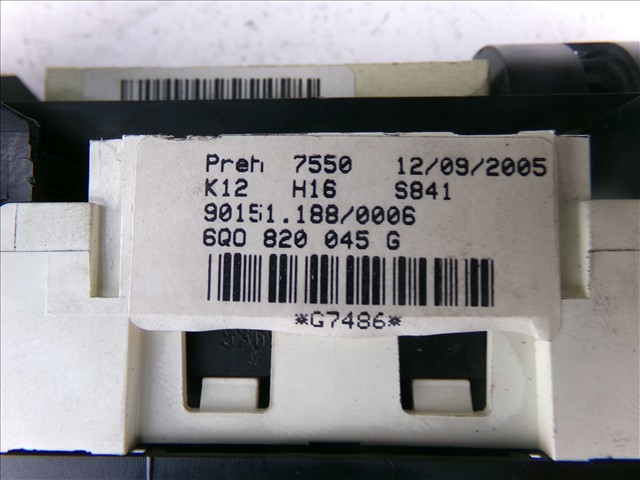 Preh 7550 12/09/2005
K12 H16 S841
90151.188/0006
6Q0 820 045 G
*G7486*